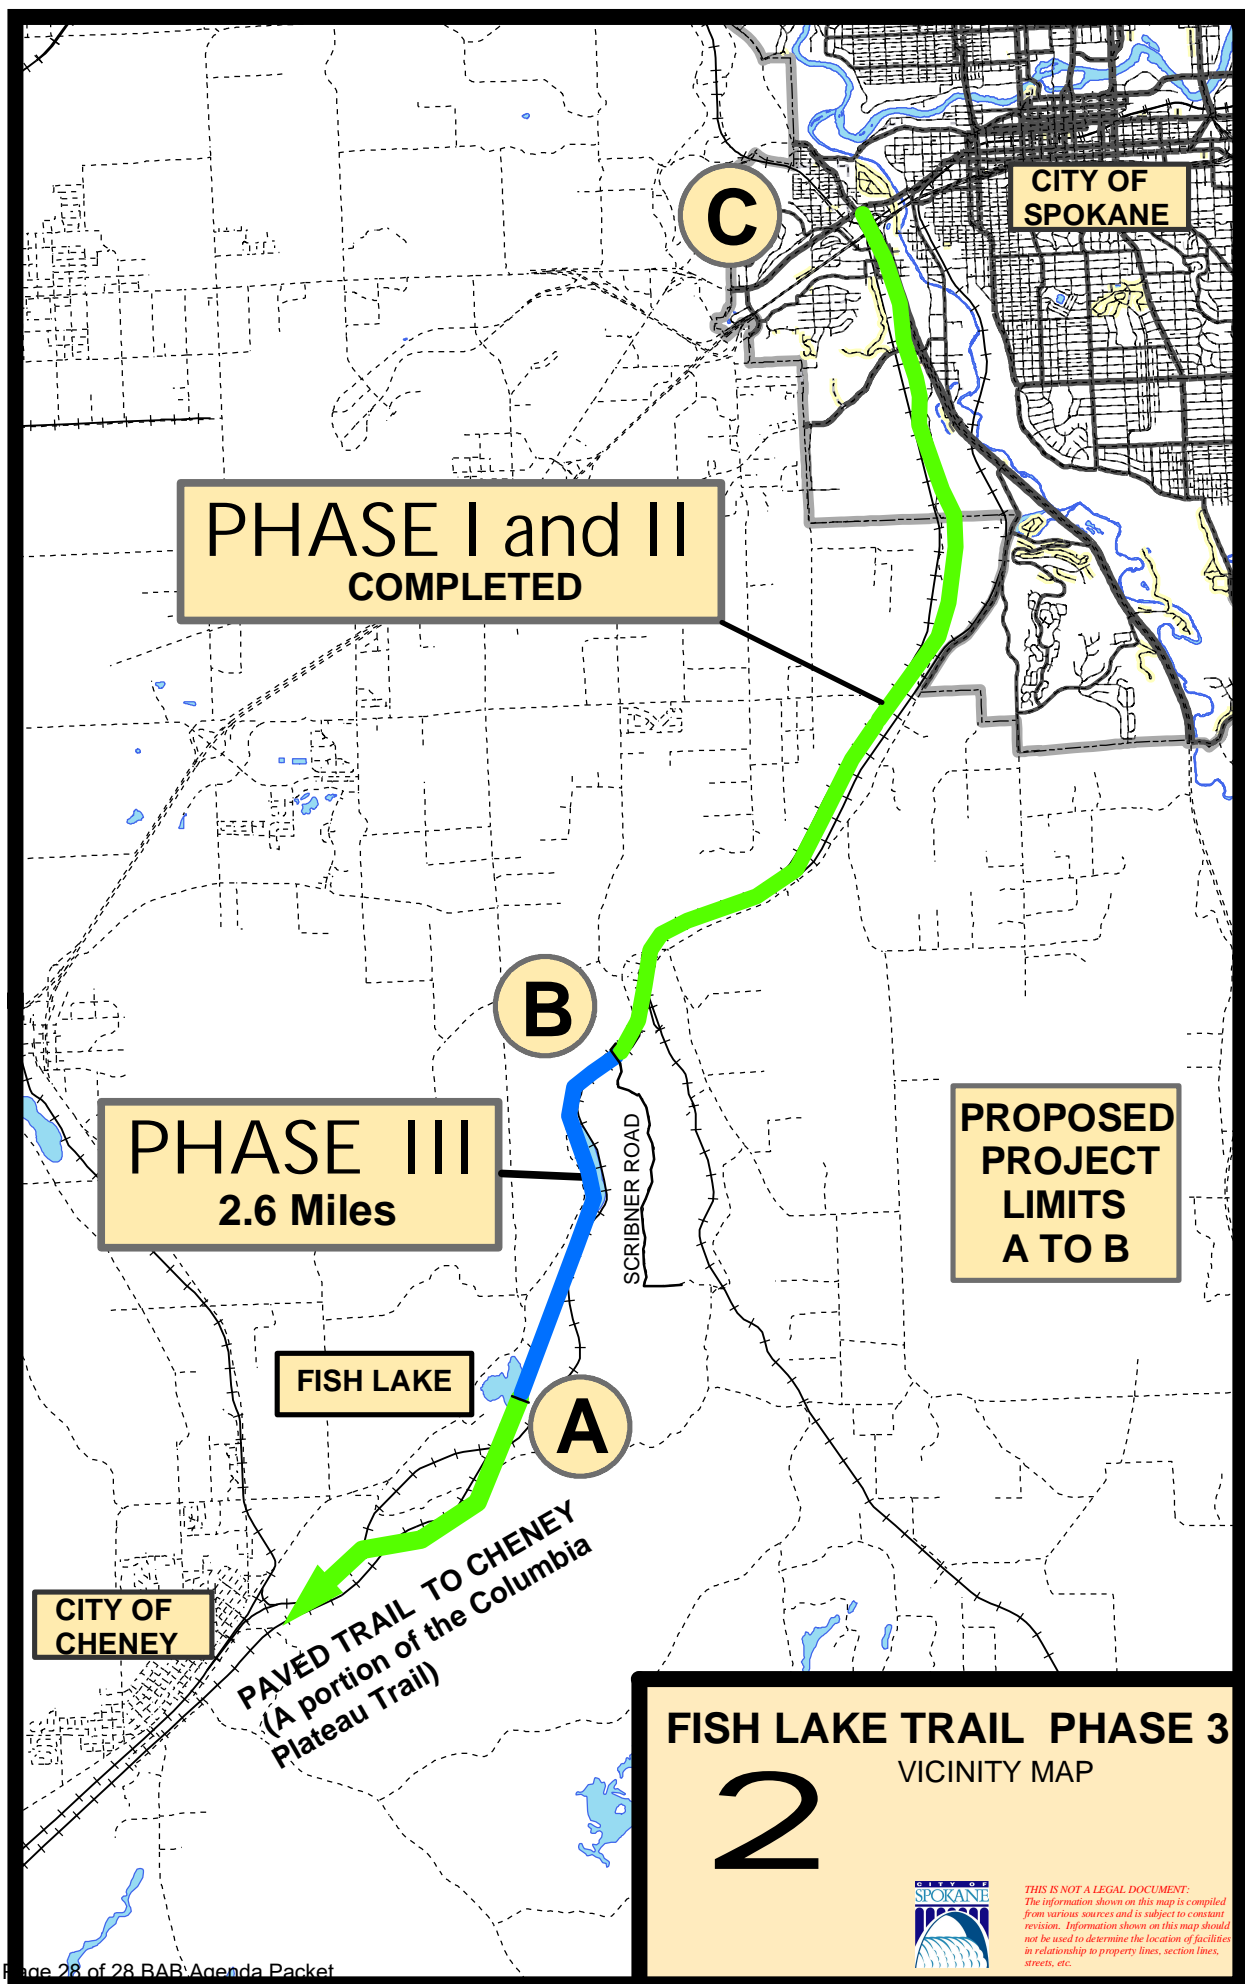 C
CITY OF
SPOKANE
PHASE I and II
COMPLETED
B
PHASE III
2.6 Miles
SCRIBNER ROAD
PROPOSED
PROJECT
LIMITS
A TO B
FISH LAKE
A
PAVED TRAIL TO CHENEY
(A portion of the Columbia
Plateau Trail)
CITY OF
CHENEY
FISH LAKE TRAIL PHASE 3
VICINITY MAP
2
CITY OF
SPOKANE
THIS IS NOT A LEGAL DOCUMENT:
The information shown on this map is compiled
from various sources and is subject to constant
revision. Information shown on this map should
not be used to determine the location of facilities
in relationship to property lines, section lines,
streets, etc.
Page 28 of 28 BAB Agenda Packet